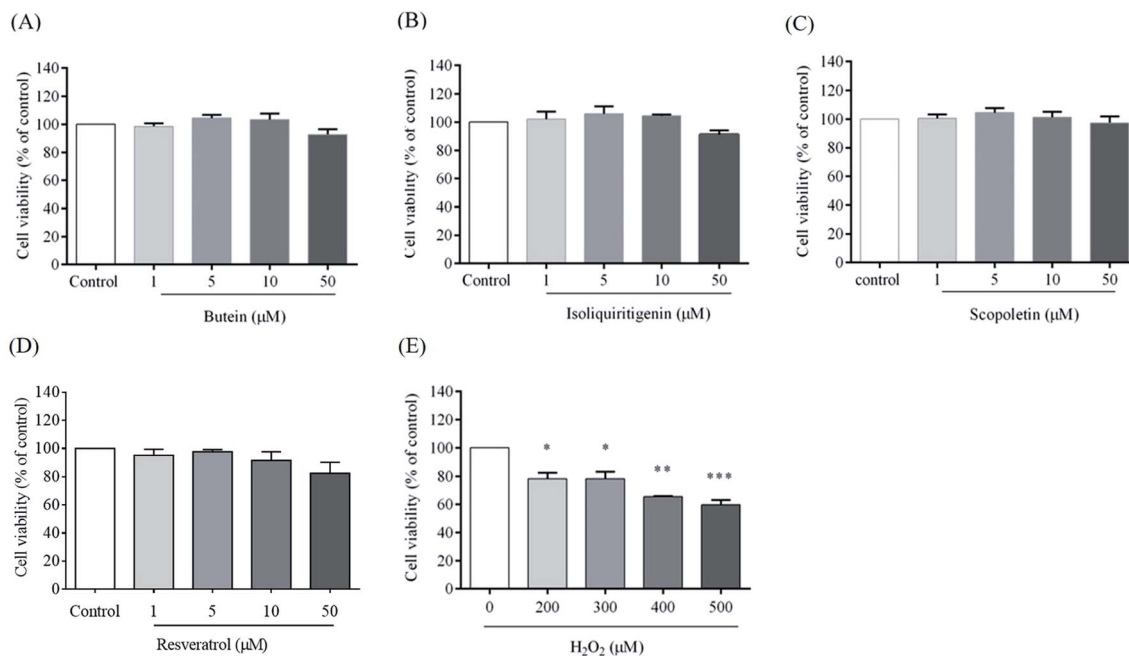 (A)
Cell viability (% of control)
140
120
100
80
60
40
20
0
Control 1 5 10 50
Butein (μM)
(B)
Cell viability (% of control)
140
120
100
80
60
40
20
0
Control 1 5 10 50
Isoliquiritigenin (μM)
(C)
Cell viability (% of control)
140
120
100
80
60
40
20
0
control 1 5 10 50
Scopoletin (μM)
(D)
Cell viability (% of control)
140
120
100
80
60
40
20
0
Control 1 5 10 50
Resveratrol (μM)
(E)
Cell viability (% of control)
140
120
100
80
60
40
20
0
* * ** ***
0 200 300 400 500
H₂O₂ (μM)